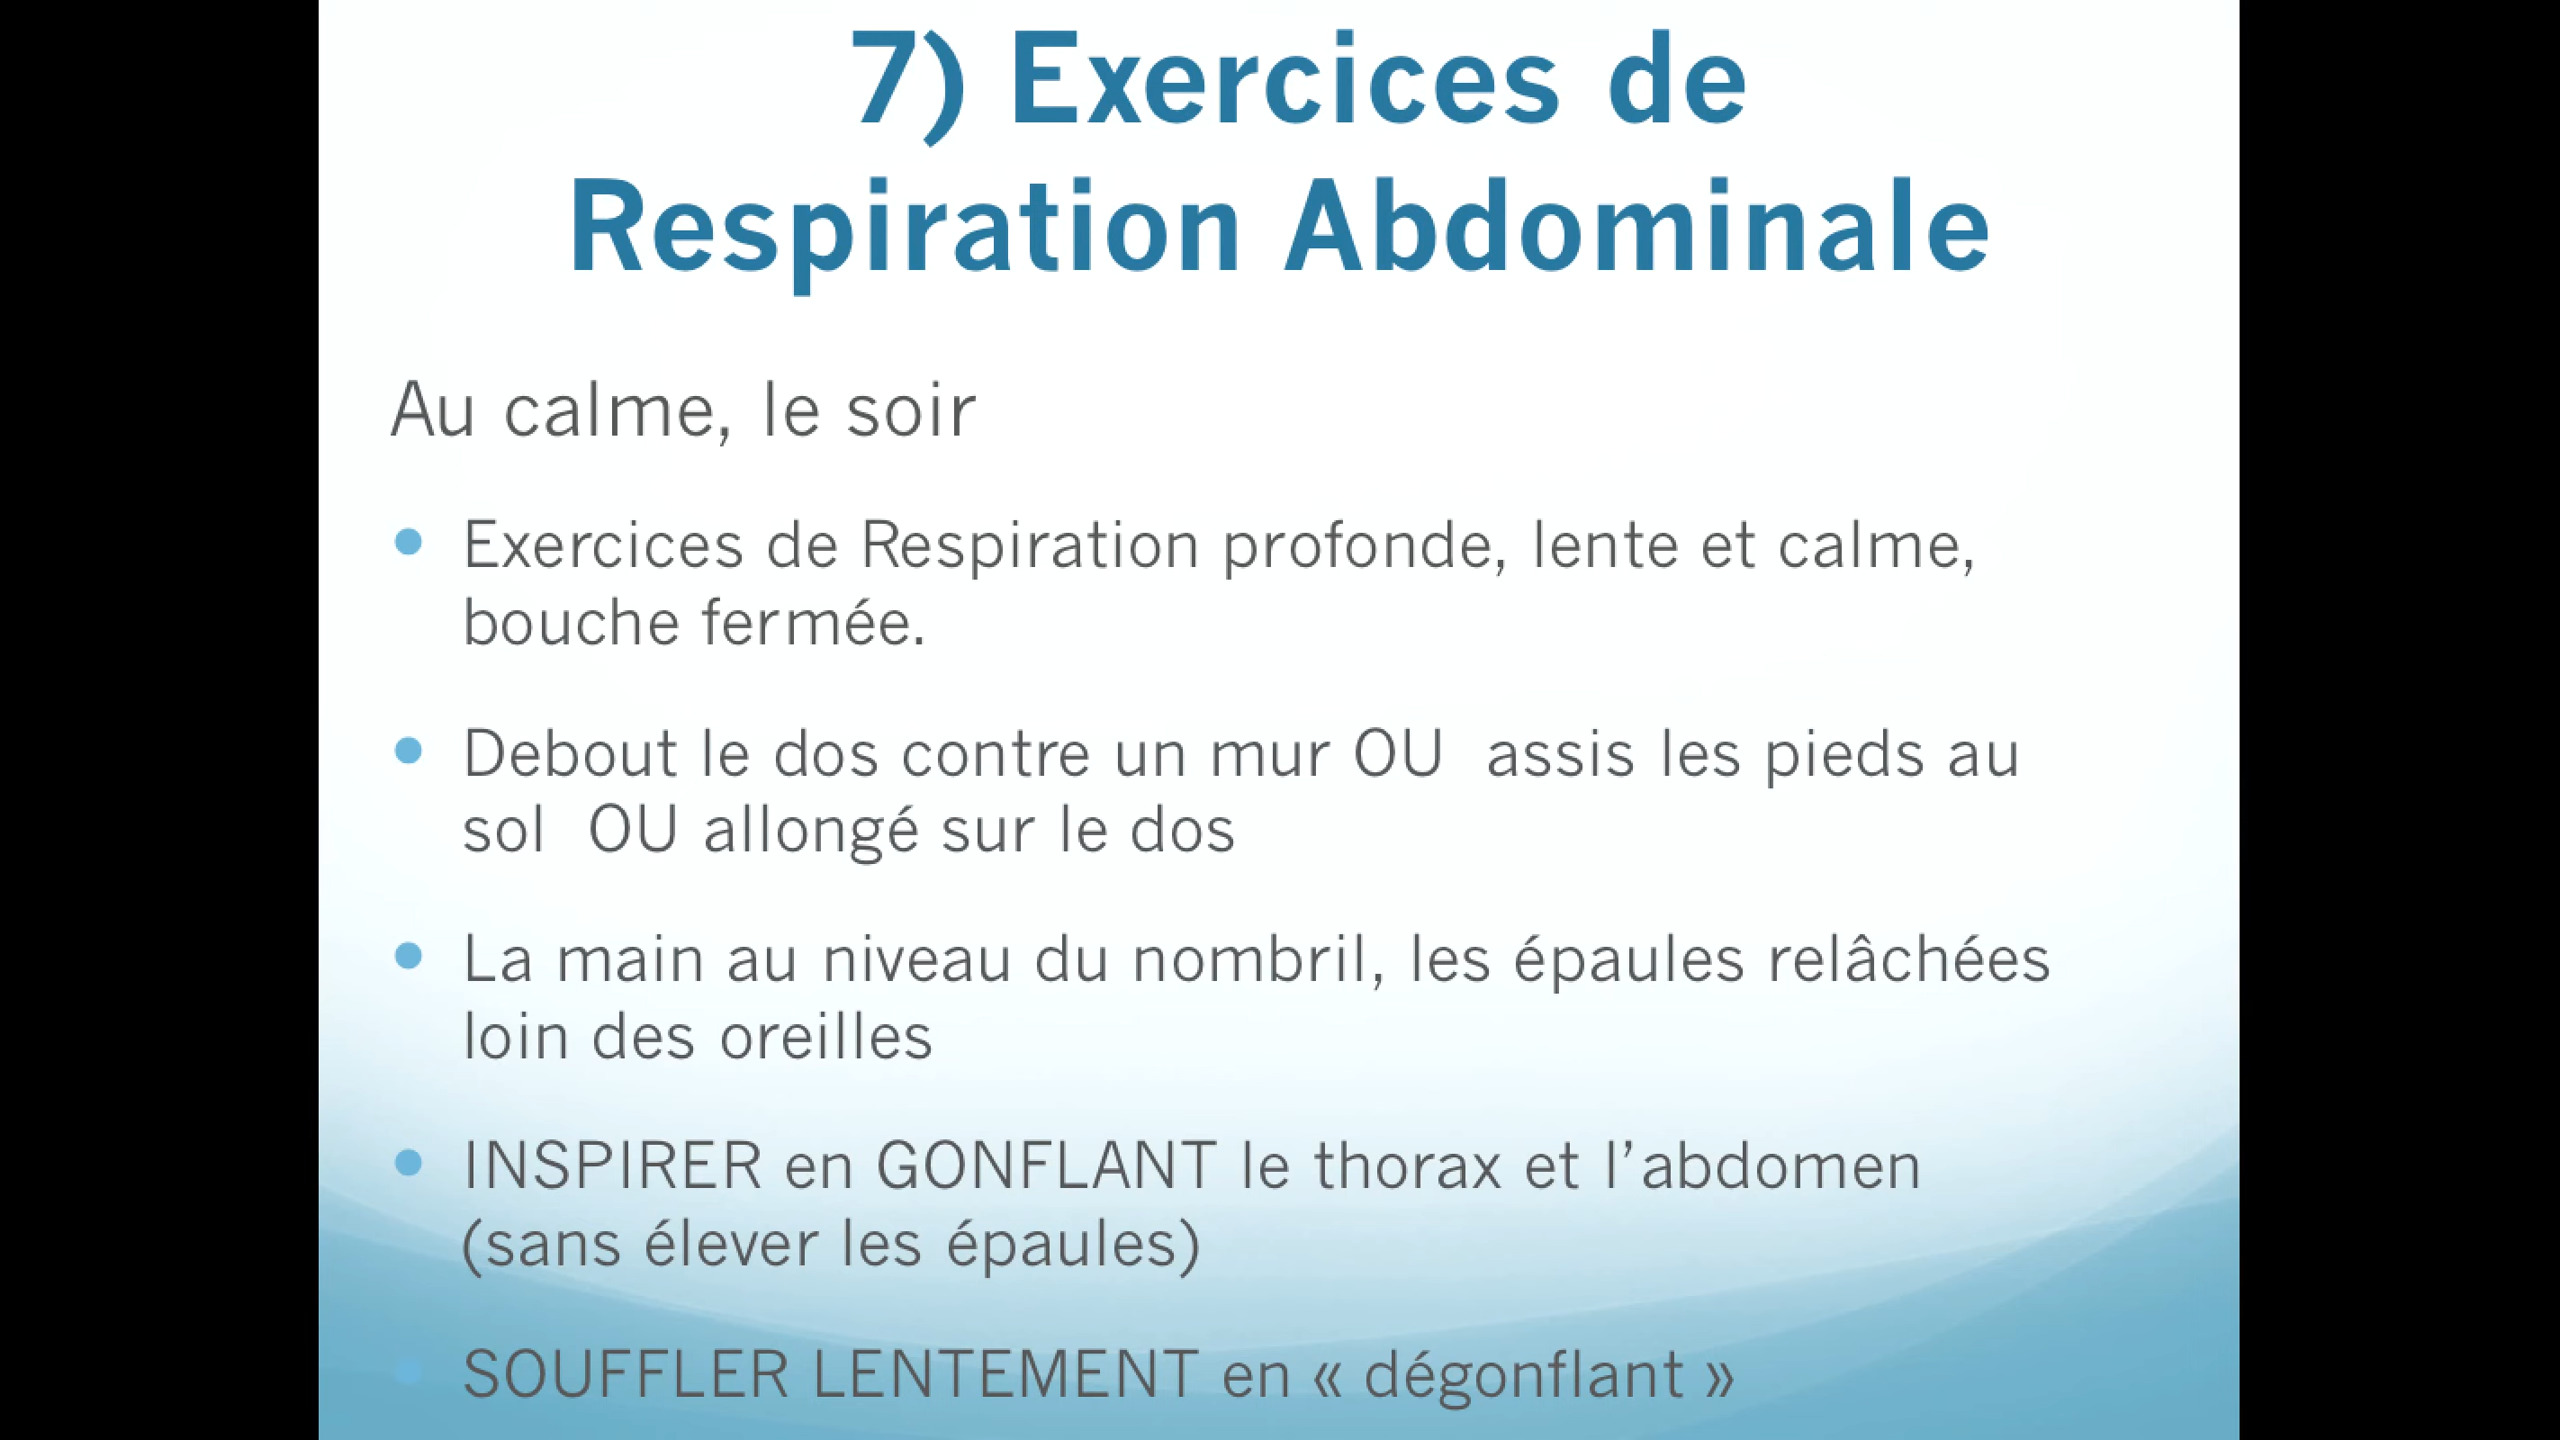 7) Exercices de
Respiration Abdominale
Au calme, le soir
• Exercices de Respiration profonde, lente et calme,
bouche fermée.
• Debout le dos contre un mur OU  assis les pieds au
sol  OU allongé sur le dos
• La main au niveau du nombril, les épaules relâchées
loin des oreilles
• INSPIRER en GONFLANT le thorax et l’abdomen
(sans élever les épaules)
• SOUFFLER LENTEMENT en « dégonflant »